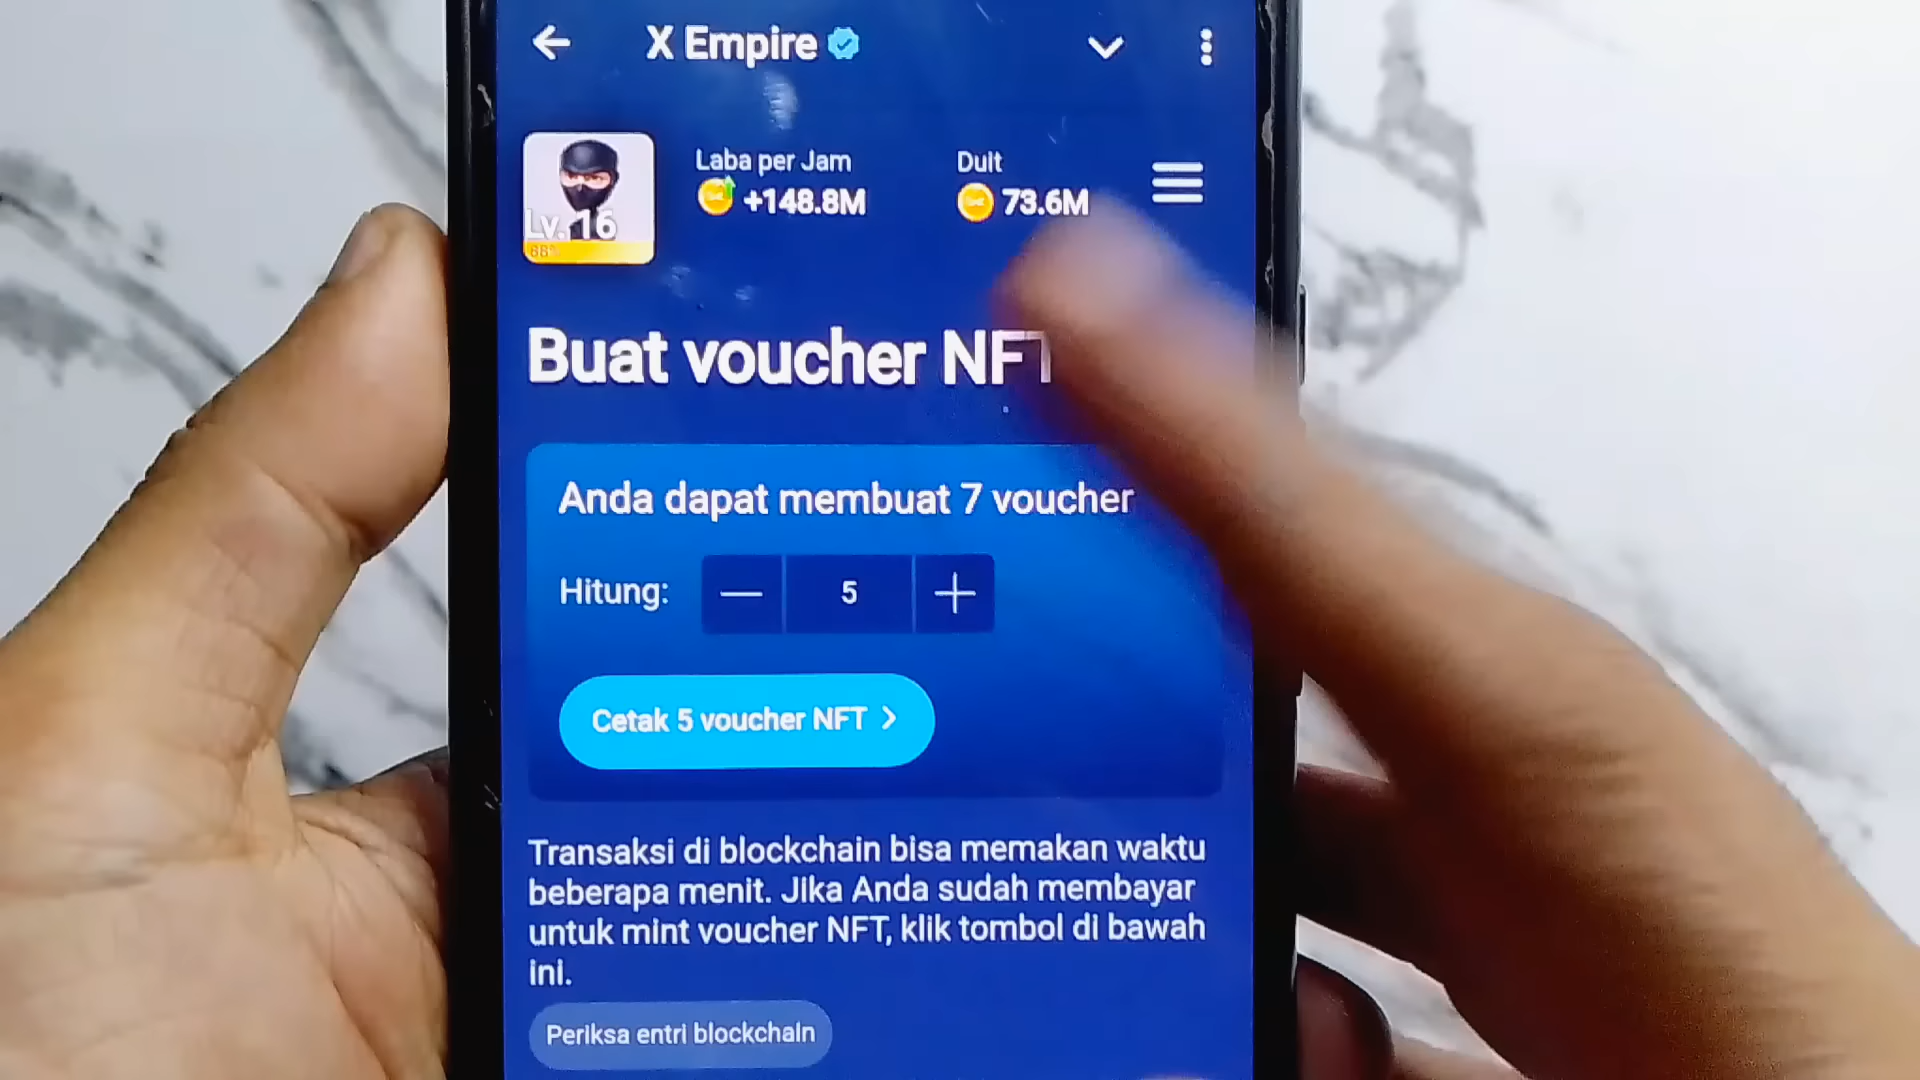 X Empire
Laba per Jam
+148.8M
Duit
73.6M
Lv. 16
68%
Buat voucher NFT
Anda dapat membuat 7 voucher
Hitung:
5
Cetak 5 voucher NFT
Transaksi di blockchain bisa memakan waktu
beberapa menit. Jika Anda sudah membayar
untuk mint voucher NFT, klik tombol di bawah
ini.
Periksa entri blockchain